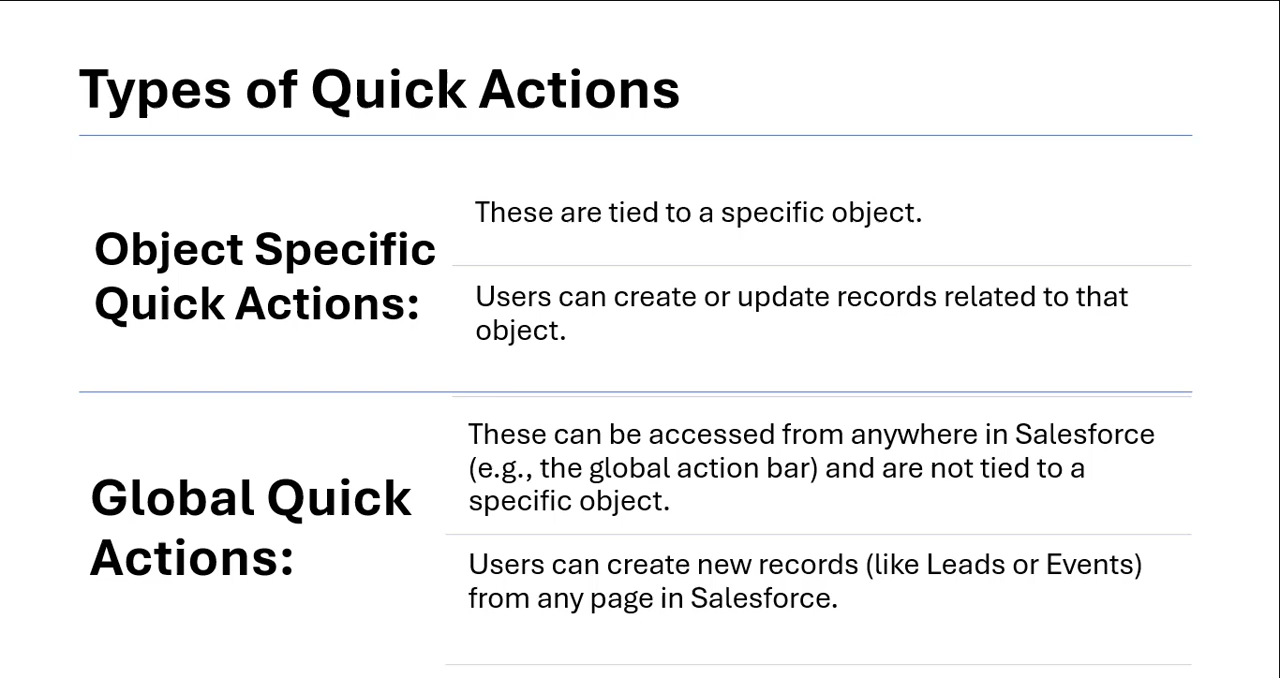 Types of Quick Actions
Object Specific
Quick Actions:
These are tied to a specific object.
Users can create or update records related to that
object.
Global Quick
Actions:
These can be accessed from anywhere in Salesforce
(e.g., the global action bar) and are not tied to a
specific object.
Users can create new records (like Leads or Events)
from any page in Salesforce.